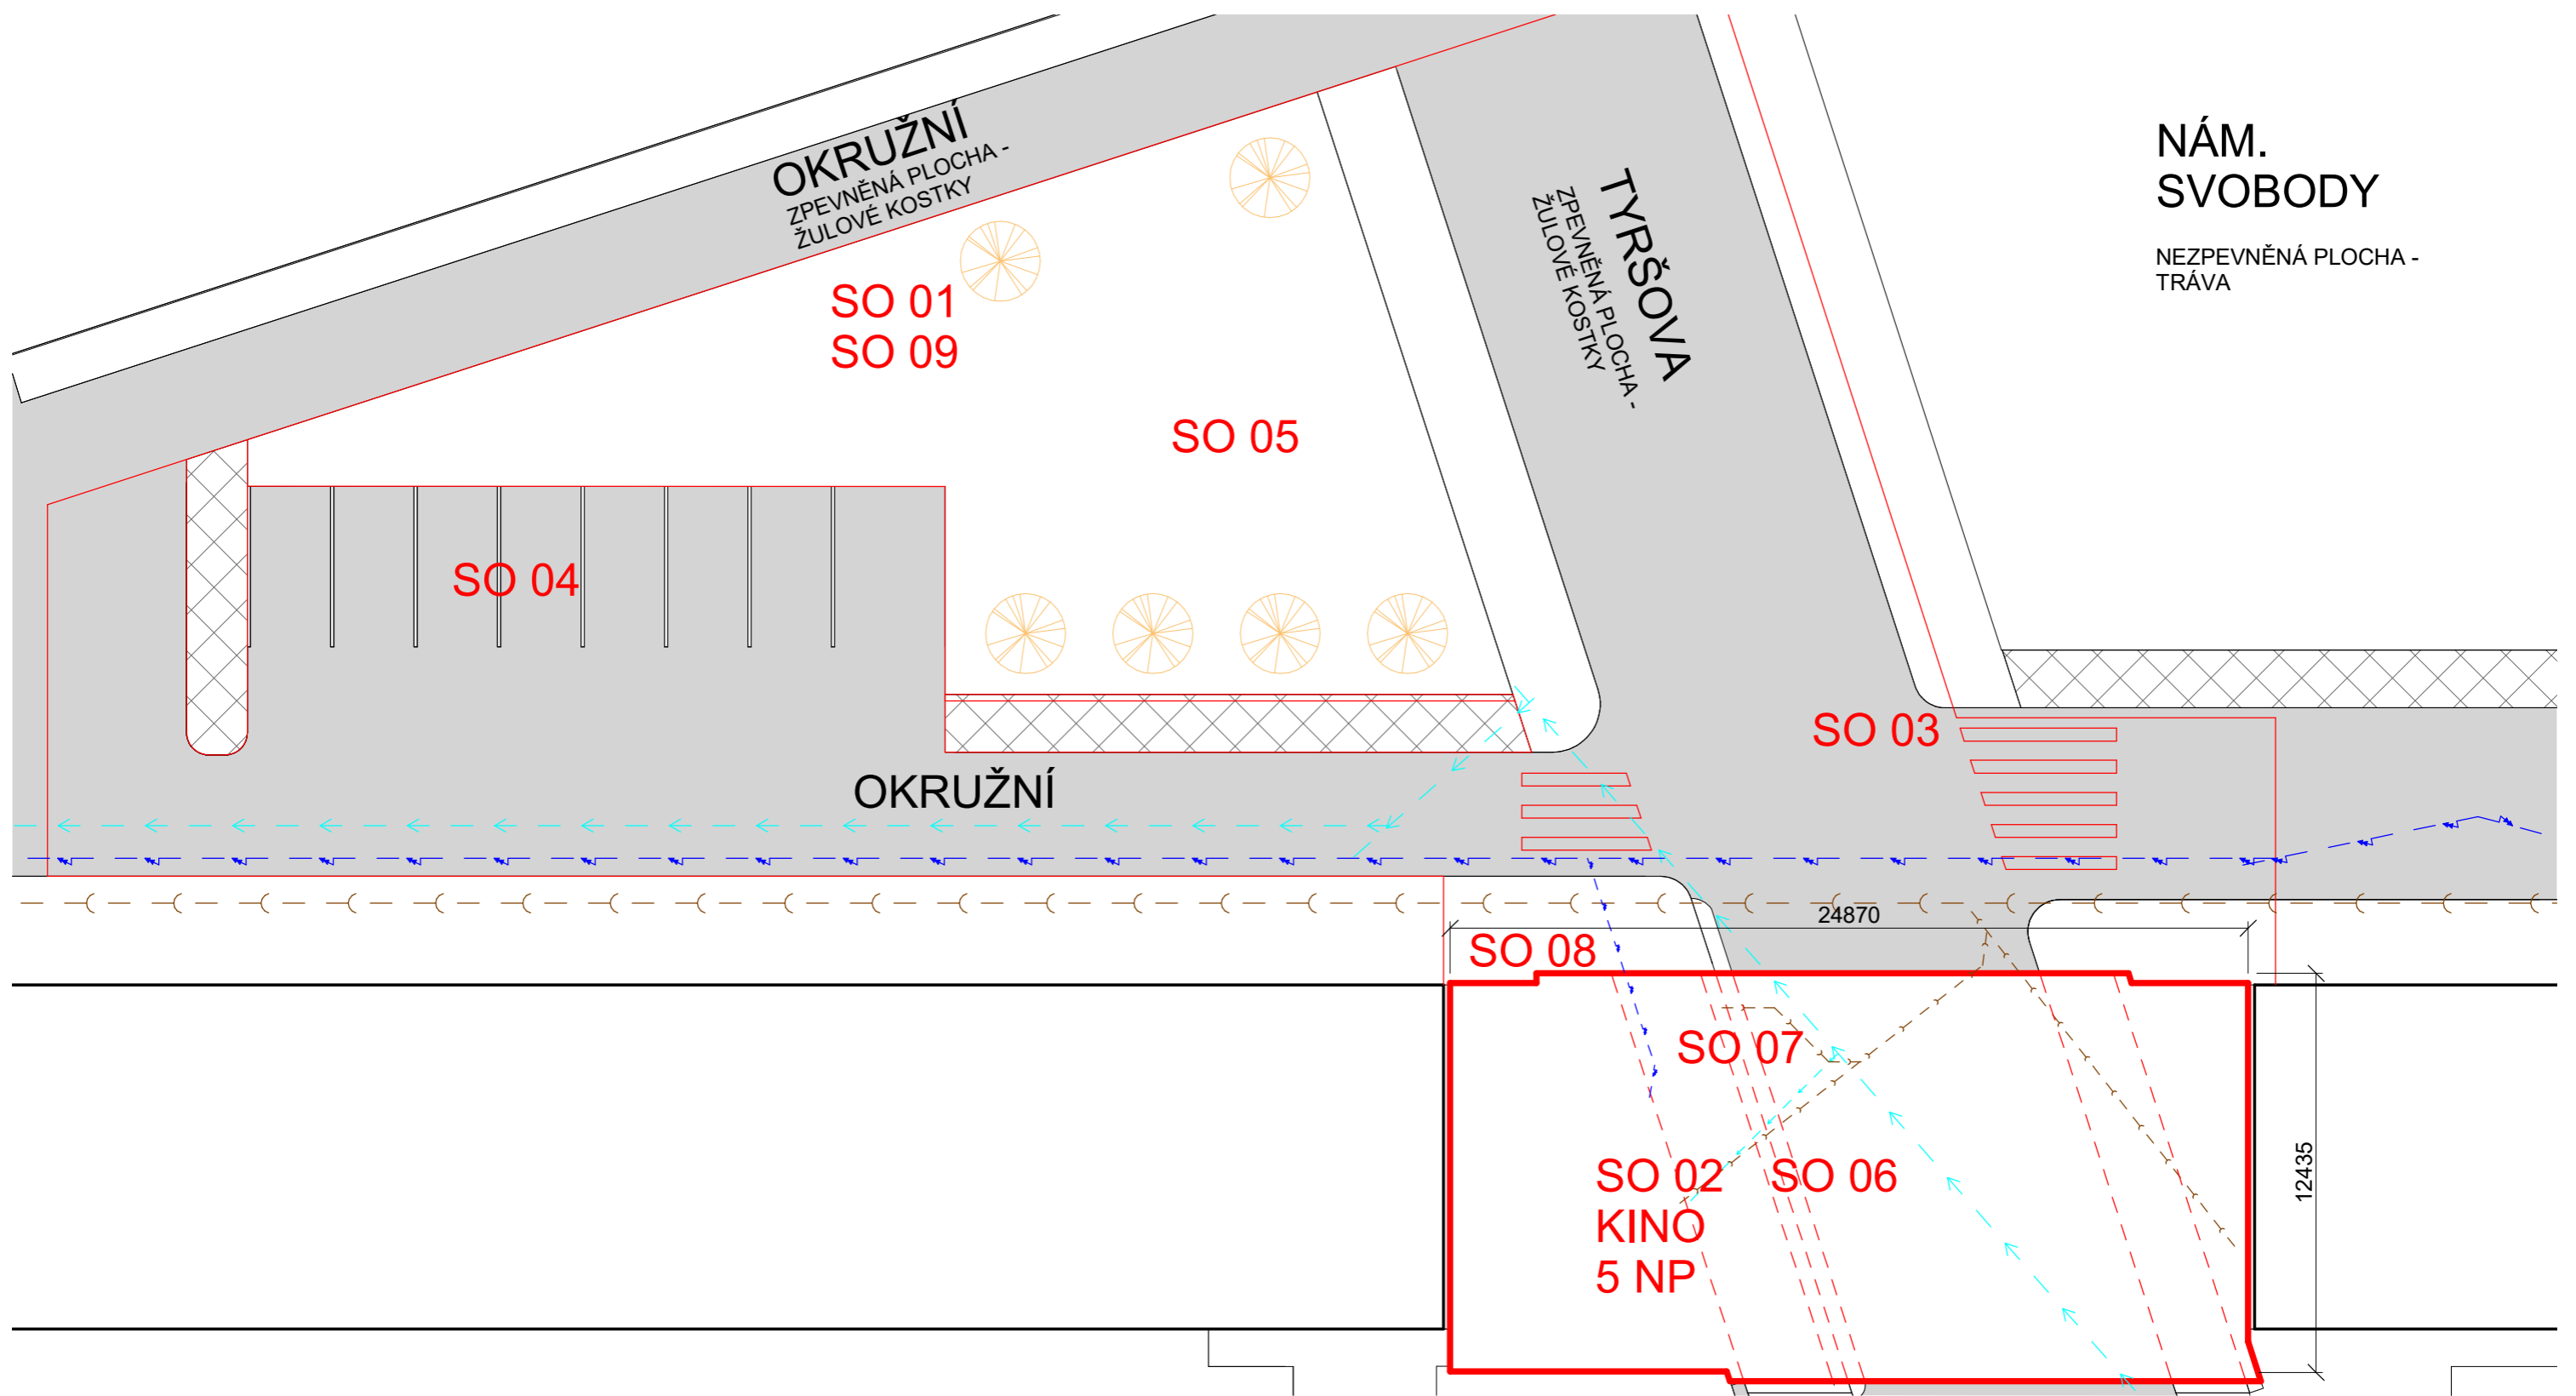 OKRUŽNÍ
ZPEVNĚNÁ PLOCHA -
ŽULOVÉ KOSTKY
TYRŠOVA
ZPEVNĚNÁ PLOCHA -
ŽULOVÉ KOSTKY
NÁM.
SVOBODY
NEZPEVNĚNÁ PLOCHA -
TRÁVA
SO 01
SO 09
SO 05
SO 04
SO 03
OKRUŽNÍ
24870
SO 08
SO 07
12435
SO 02
KINO
5 NP
SO 06